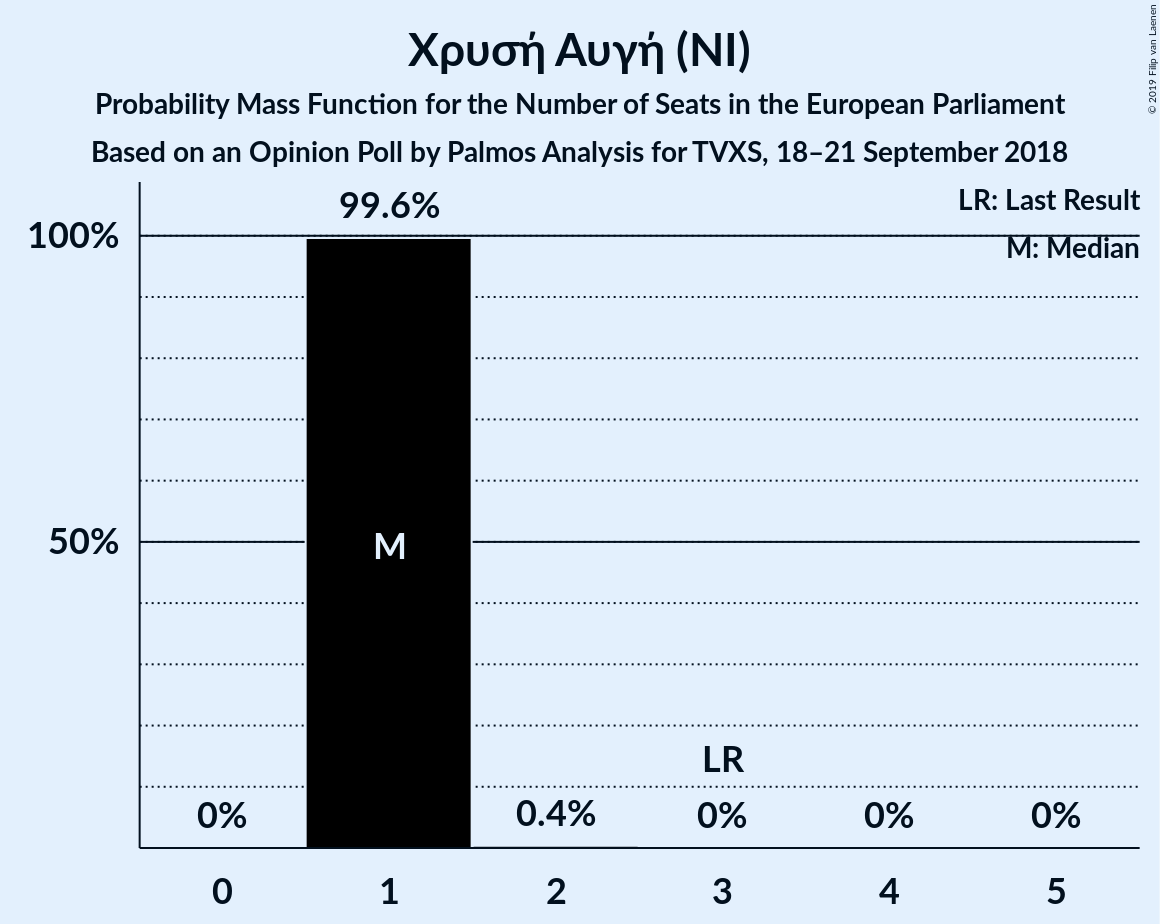 Χρυσή Αυγή (NI)
Probability Mass Function for the Number of Seats in the European Parliament
Based on an Opinion Poll by Palmos Analysis for TVXS, 18–21 September 2018
© 2019 Filip van Laenen
LR: Last Result
M: Median
100%
50%
99.6%
M
LR
0%
0.4%
0%
0%
0%
0
1
2
3
4
5